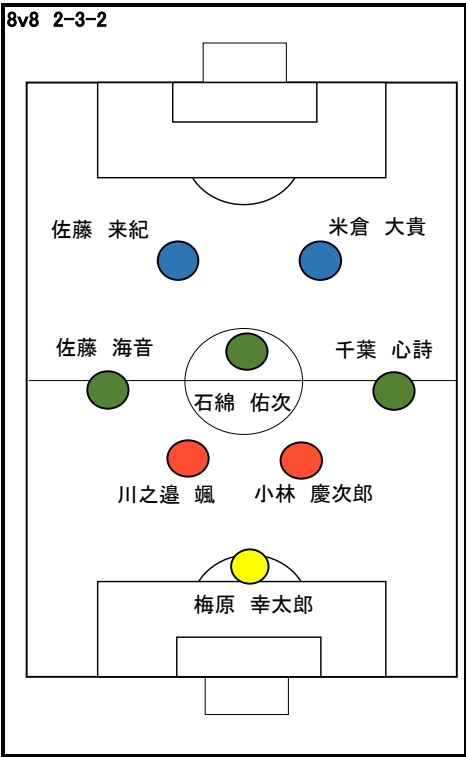 8v8 2-3-2
佐藤　来紀
米倉　大貴
佐藤　海音
千葉　心詩
石綿　佑次
川之邉　颯
小林　慶次郎
梅原　幸太郎